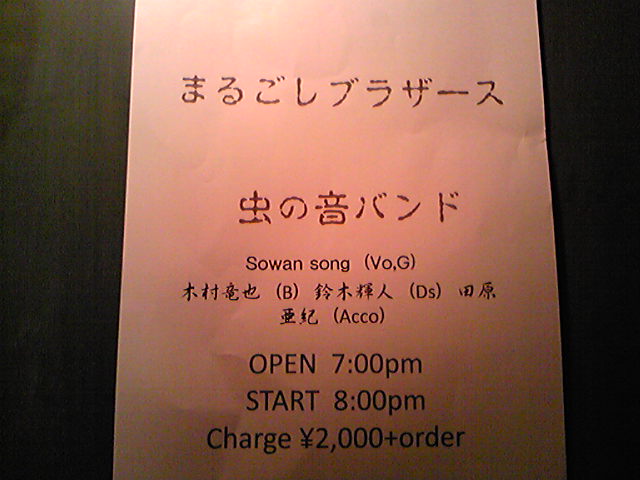 まるごしブラザース
虫の音バンド
Sowan song (Vo,G)
木村竜也 (B) 鈴木輝人 (Ds) 田原
亜紀 (Acco)
OPEN 7:00pm
START 8:00pm
Charge ¥2,000+order